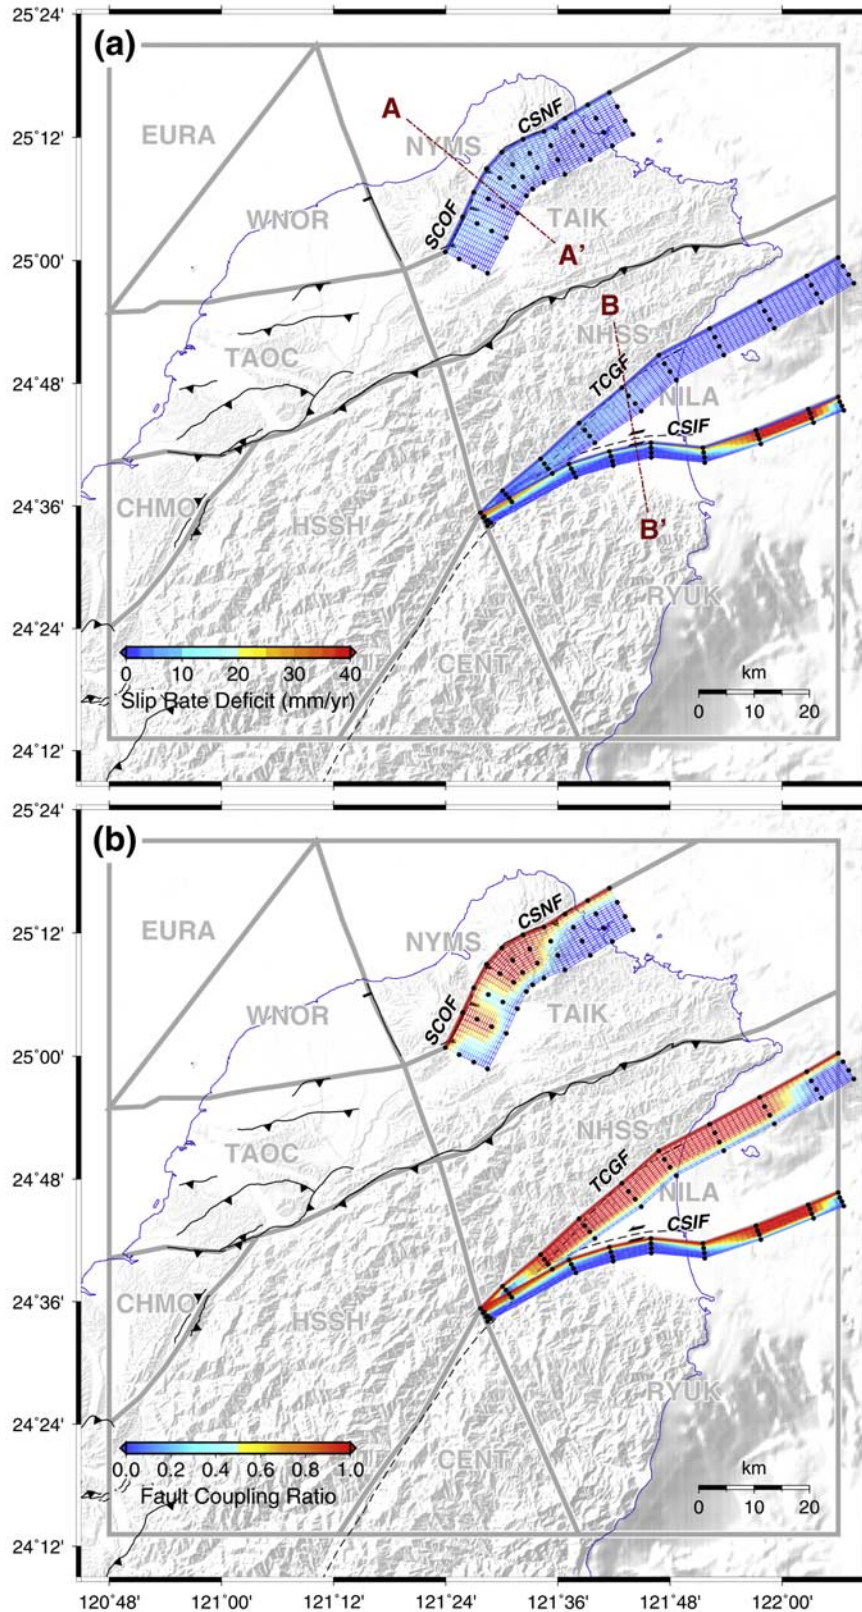 25°24'
(a)
A
CSNF
EURA
25°12'
NYMS
WNOR
SCOF
TAIK
A'
25°00'
B
NHSS
TAOC
TCGF
24°48'
NILA
CSIF
24°36'
CHMO
HSSH
B'
RYUK
24°24'
CENT
km
0 10 20 30 40
Slip Rate Deficit (mm/yr)
0 10 20
24°12'
25°24'
(b)
CSNF
EURA
25°12'
NYMS
WNOR
SCOF
TAIK
25°00'
NHSS
TAOC
TCGF
24°48'
NILA
CSIF
24°36'
CHMO
HSSH
RYUK
24°24'
CENT
km
0.0 0.2 0.4 0.6 0.8 1.0
Fault Coupling Ratio
0 10 20
24°12'
120°48' 121°00' 121°12' 121°24' 121°36' 121°48' 122°00'